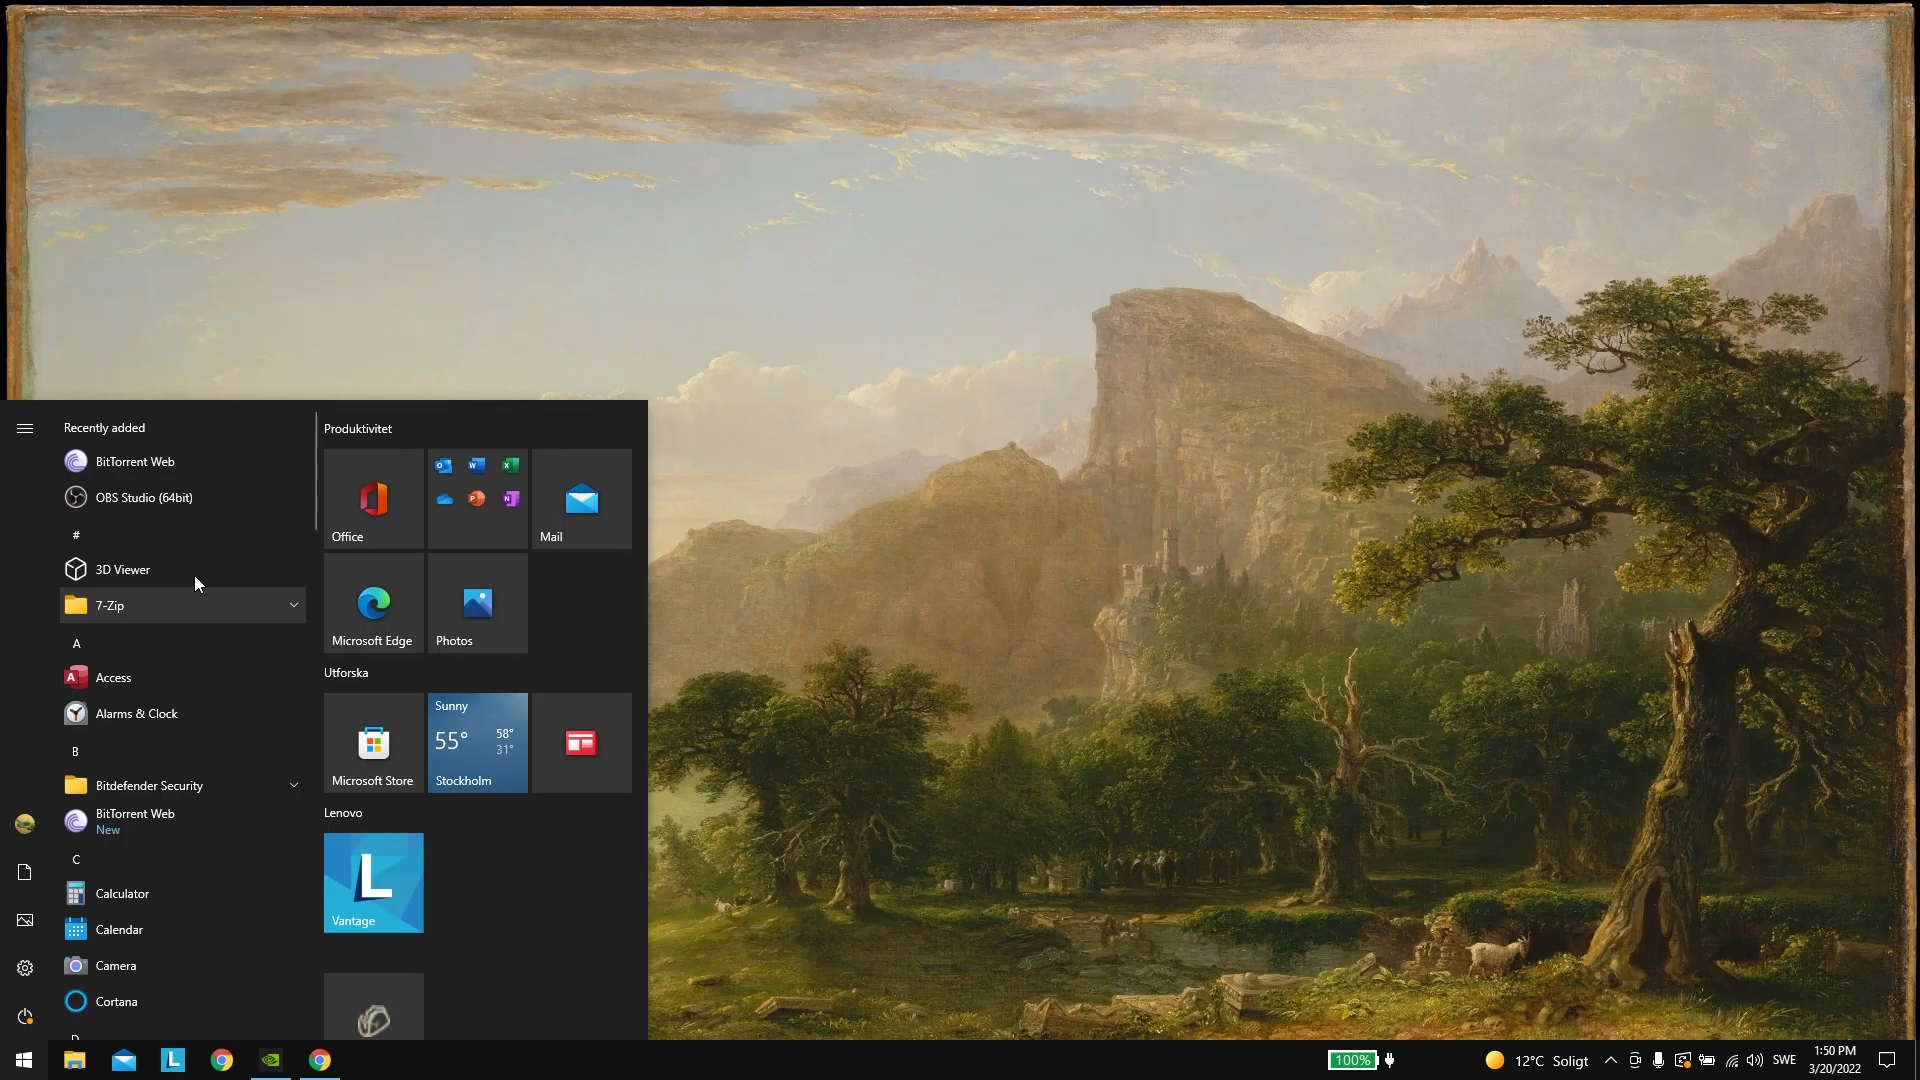 Recently added
BitTorrent Web
OBS Studio (64bit)
#
3D Viewer
7-Zip
A
Access
Alarms & Clock
B
Bitdefender Security
BitTorrent Web
New
C
Calculator
Calendar
Camera
Cortana
Produktivitet
Office
Mail
Microsoft Edge
Photos
Utforska
Microsoft Store
Sunny
55°
58°
31°
Stockholm
Lenovo
L
Vantage
L
100%
12°C Soligt
SWE
1:50 PM
3/20/2022